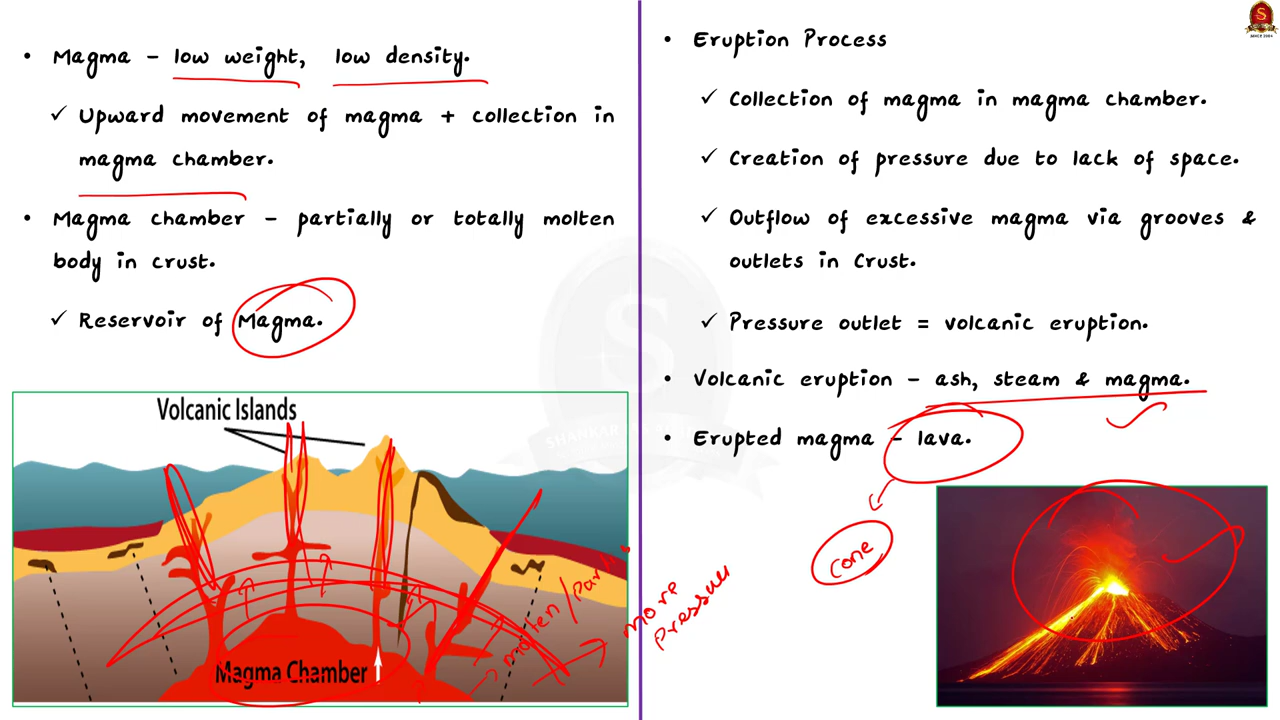 • Magma – low weight, low density.
✓ Upward movement of magma + collection in
magma chamber.
• Magma chamber – partially or totally molten
body in crust.
✓ Reservoir of Magma.
Volcanic Islands
Magma Chamber
molten / Part
more
pressure
• Eruption Process
✓ Collection of magma in magma chamber.
✓ Creation of pressure due to lack of space.
✓ Outflow of excessive magma via grooves &
outlets in Crust.
✓ Pressure outlet = volcanic eruption.
• Volcanic eruption – ash, steam & magma.
• Erupted magma – lava.
cone
S
SINCE 2004